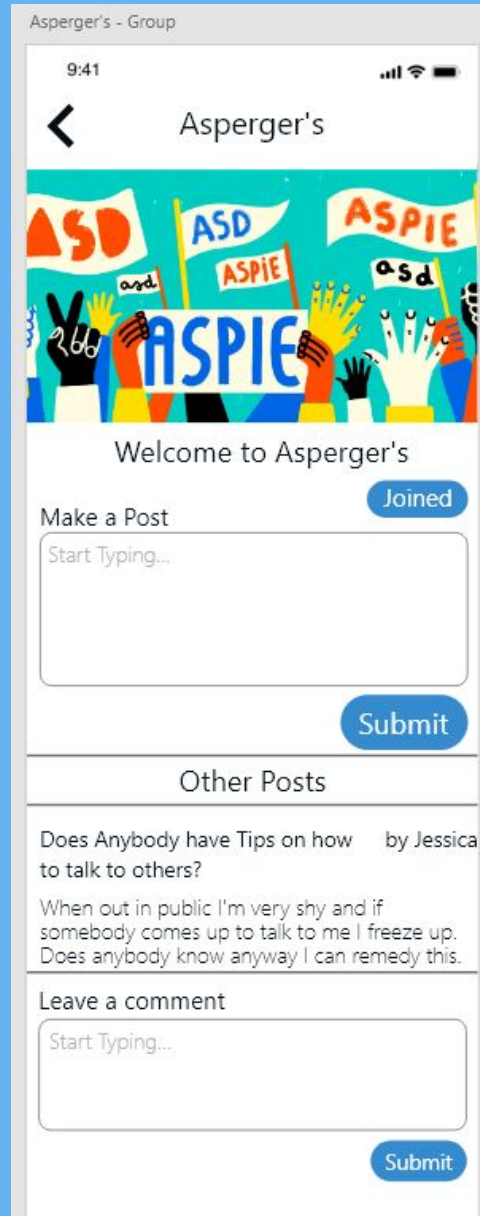 Asperger's - Group
9:41
Asperger's
ASD
ASD
ASPIE
asd
ASPIE
asd
ASPIE
Welcome to Asperger's
Joined
Make a Post
Start Typing...
Submit
Other Posts
Does Anybody have Tips on how by Jessica
to talk to others?
When out in public I'm very shy and if
somebody comes up to talk to me I freeze up.
Does anybody know anyway I can remedy this.
Leave a comment
Start Typing...
Submit